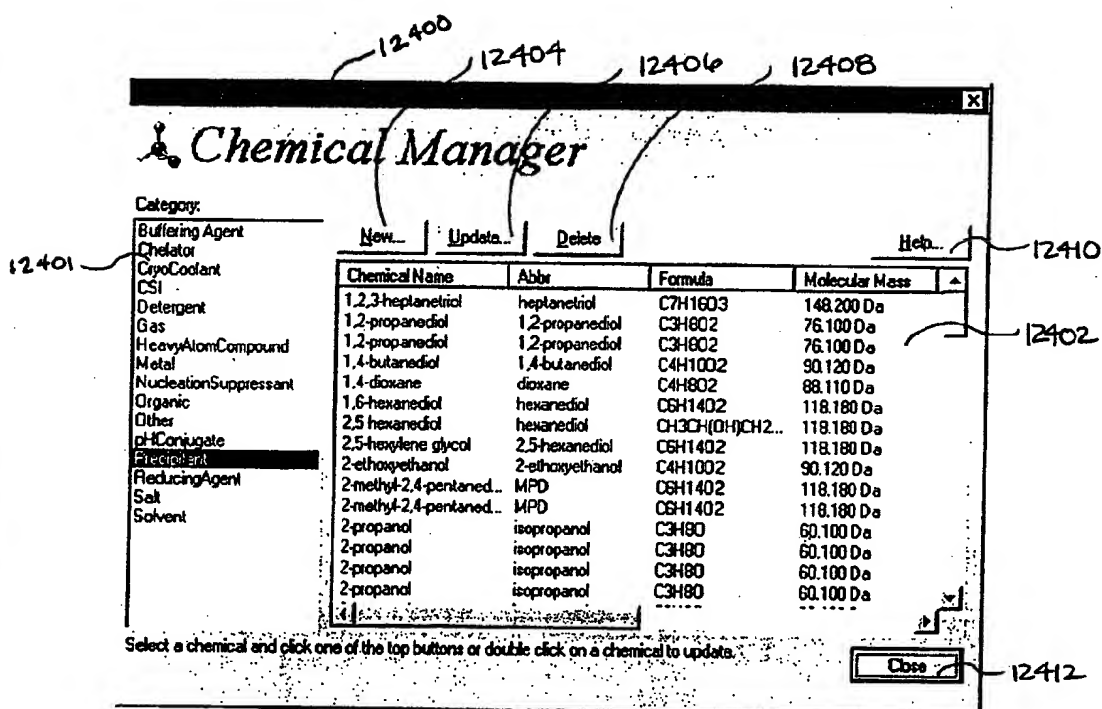 12400
12404
12406
12408
Chemical Manager
Category:
Buffering Agent
Chelator
CryoCoolant
CSI
Detergent
Gas
HeavyAtomCompound
Metal
NucleationSuppressant
Organic
Other
pHConjugate
Precipitant
ReducingAgent
Salt
Solvent
12401
New... Update... Delete Help...
12410
Chemical Name Abbr Formula Molecular Mass
1,2,3-heptanetriol heptanetriol C7H16O3 148.200 Da
1,2-propanediol 1,2-propanediol C3H8O2 76.100 Da
1,2-propanediol 1,2-propanediol C3H8O2 76.100 Da
12402
1,4-butanediol 1,4-butanediol C4H10O2 90.120 Da
1,4-dioxane dioxane C4H8O2 88.110 Da
1,6-hexanediol hexanediol C6H14O2 118.180 Da
2,5 hexanediol hexanediol CH3CH(OH)CH2... 118.180 Da
2,5-hexylene glycol 2,5-hexanediol C6H14O2 118.180 Da
2-ethoxyethanol 2-ethoxyethanol C4H10O2 90.120 Da
2-methyl-2,4-pentaned... MPD C6H14O2 118.180 Da
2-methyl-2,4-pentaned... MPD C6H14O2 118.180 Da
2-propanol isopropanol C3H8O 60.100 Da
2-propanol isopropanol C3H8O 60.100 Da
2-propanol isopropanol C3H8O 60.100 Da
2-propanol isopropanol C3H8O 60.100 Da
Select a chemical and click one of the top buttons or double click on a chemical to update.
Close
12412